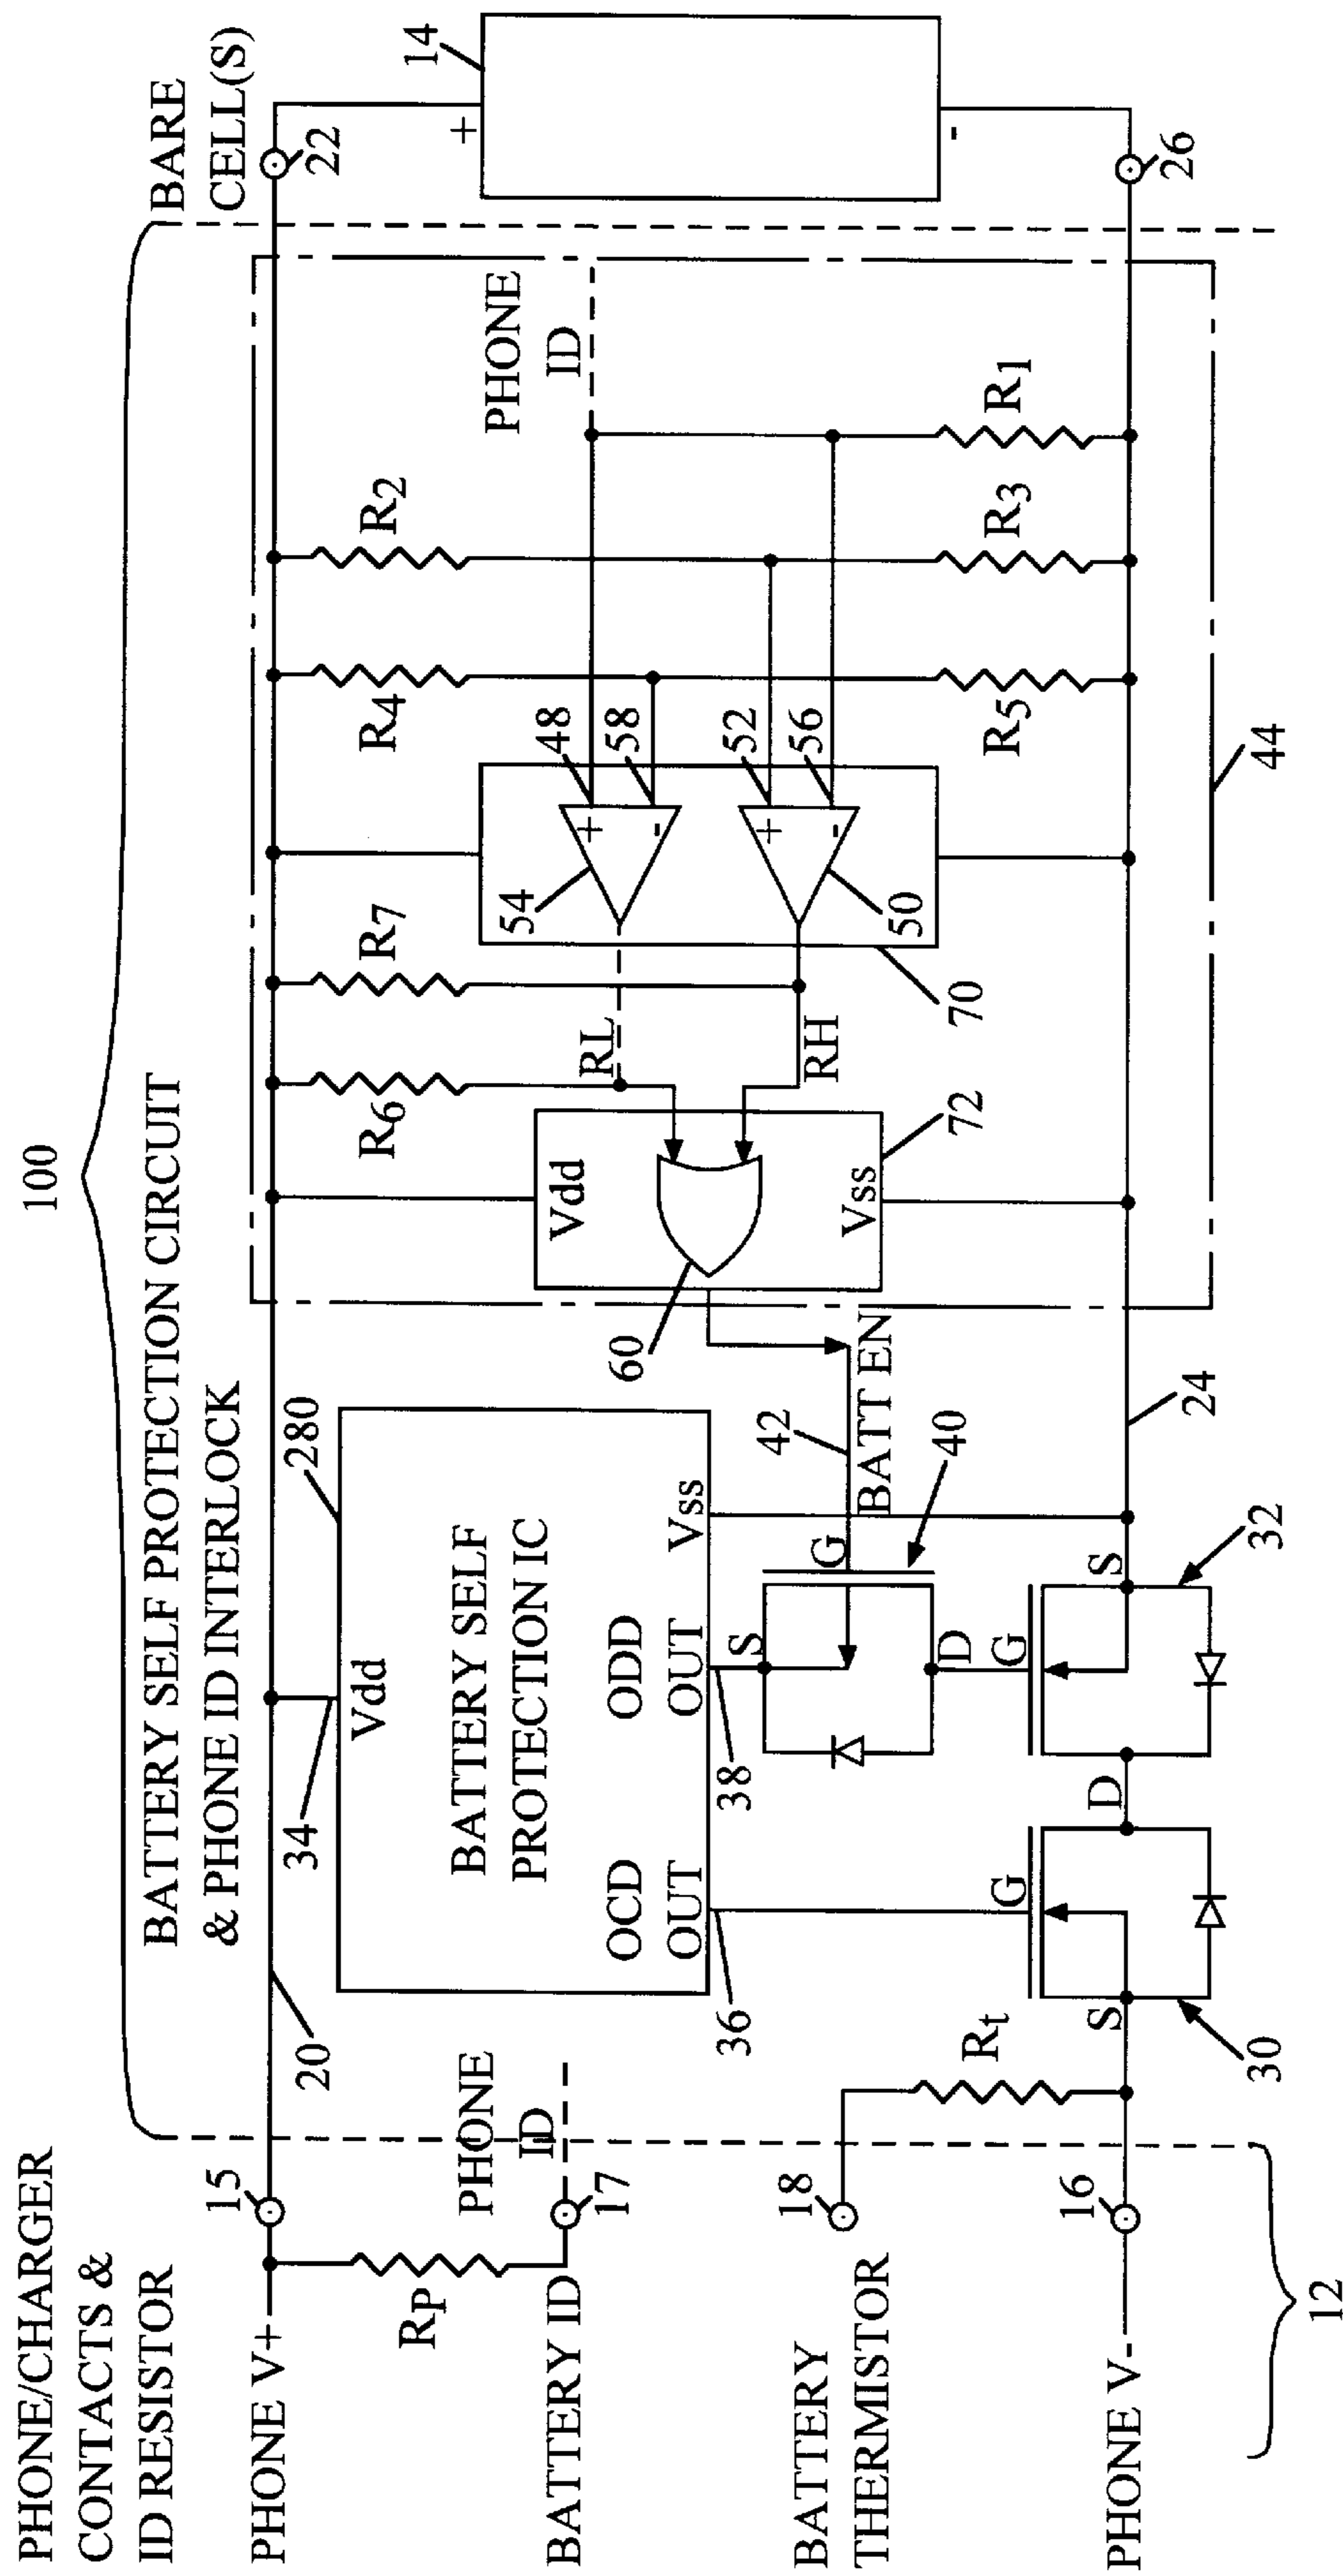 100
PHONE/CHARGER
CONTACTS &
ID RESISTOR
BATTERY SELF PROTECTION CIRCUIT
& PHONE ID INTERLOCK
BARE
CELL(S)
PHONE V+
15
20
22
14
+
-
26
RP
BATTERY ID
17
PHONE
ID
BATTERY
THERMISTOR
18
PHONE V-
16
12
Rt
34
280
Vdd
BATTERY SELF
PROTECTION IC
OCD
OUT
ODD
OUT
Vss
36
38
S
G
D
40
42
BATT EN
S
G
D
G
S
30
32
24
60
Vdd
Vss
72
R6
R7
RL
RH
70
54
50
+
-
+
-
48
58
52
56
R4
R2
R5
R3
R1
PHONE
ID
44